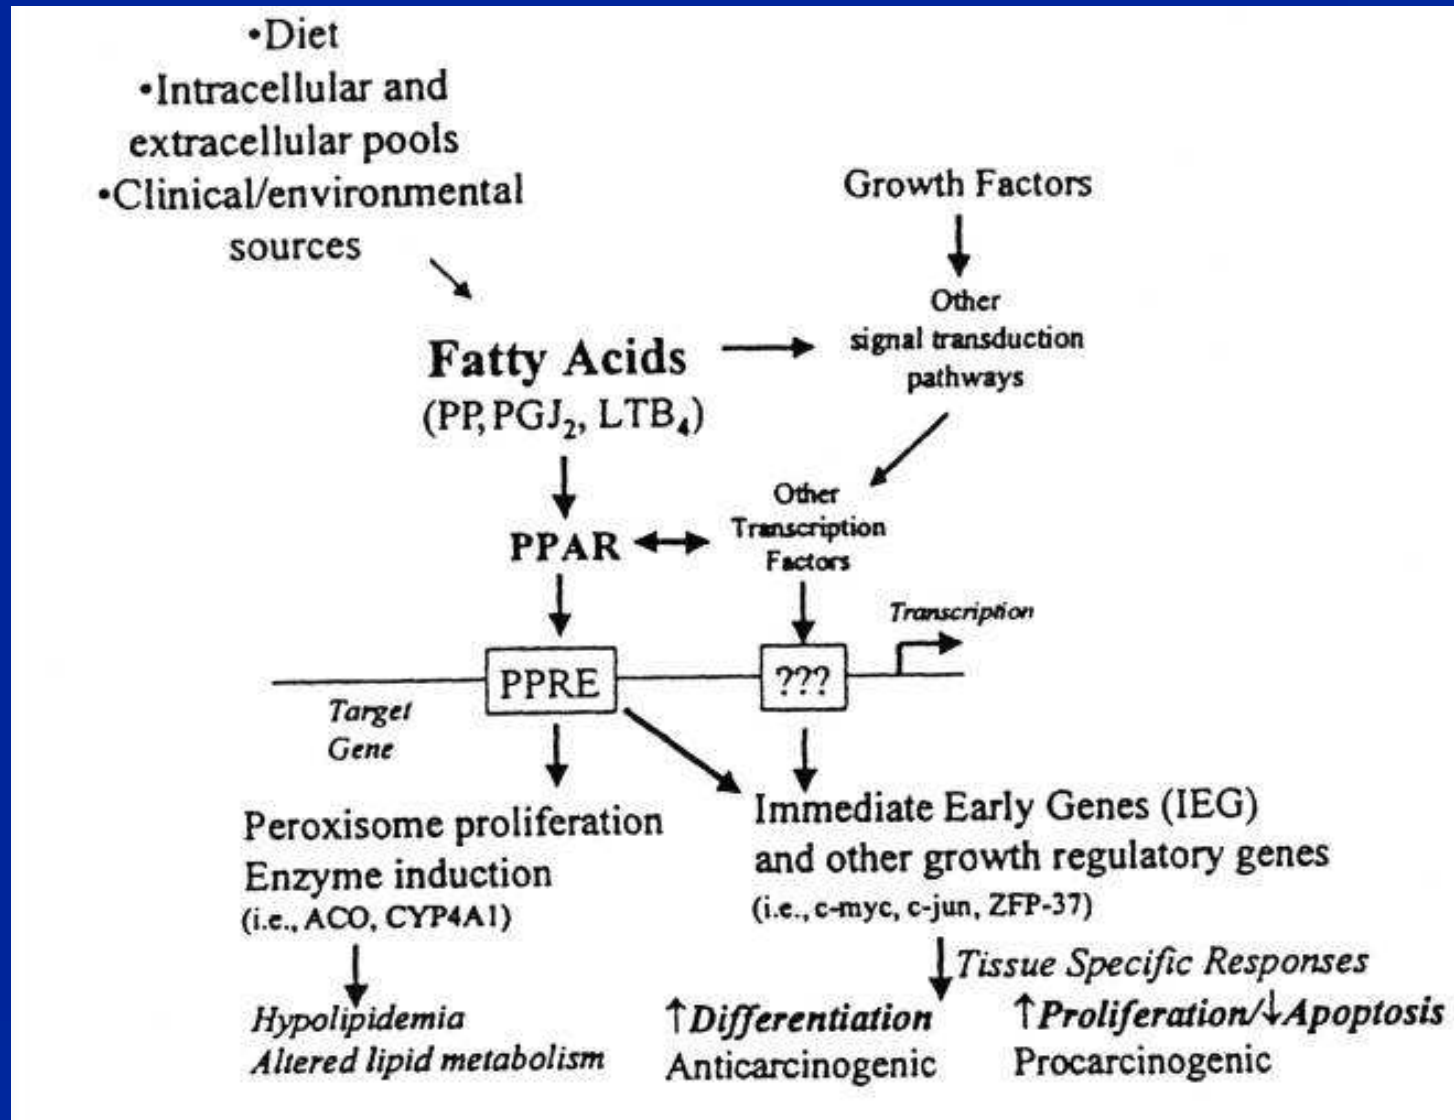 •Diet
•Intracellular and
extracellular pools
•Clinical/environmental
sources
Growth Factors
Other
signal transduction
pathways
Fatty Acids
(PP, PGJ₂, LTB₄)
Other
Transcription
Factors
PPAR
Transcription
PPRE
???
Target
Gene
Peroxisome proliferation
Enzyme induction
(i.e., ACO, CYP4A1)
Immediate Early Genes (IEG)
and other growth regulatory genes
(i.e., c-myc, c-jun, ZFP-37)
Tissue Specific Responses
Hypolipidemia
Altered lipid metabolism
↑Differentiation
Anticarcinogenic
↑Proliferation/↓Apoptosis
Procarcinogenic